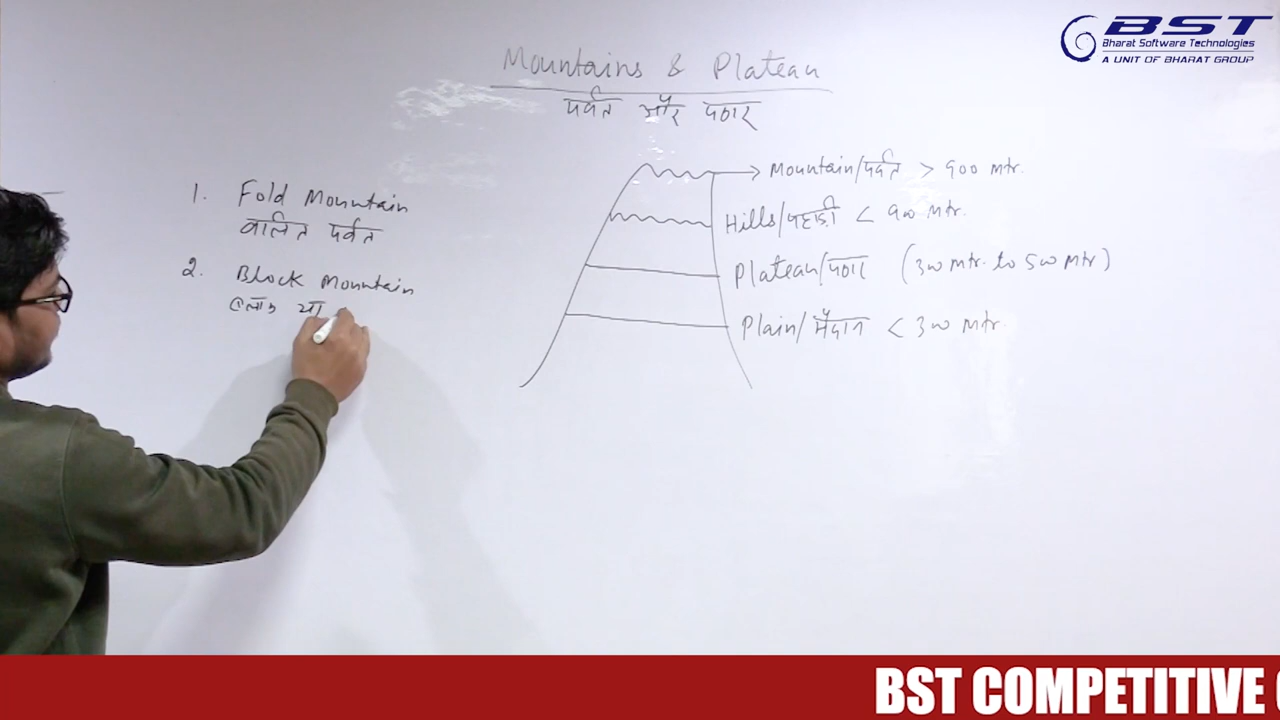 BST
Bharat Software Technologies
A UNIT OF BHARAT GROUP
Mountains & Plateau
पर्वत और पठार
1. Fold Mountain
वालित पर्वत
2. Block Mountain
ब्लॉक या
Mountain/पर्वत > 900 mtr.
Hills/पहाड़ी < 900 mtr.
Plateau/पठार (300 mtr. to 500 mtr)
Plain/मैदान < 300 mtr.
BST COMPETITIVE